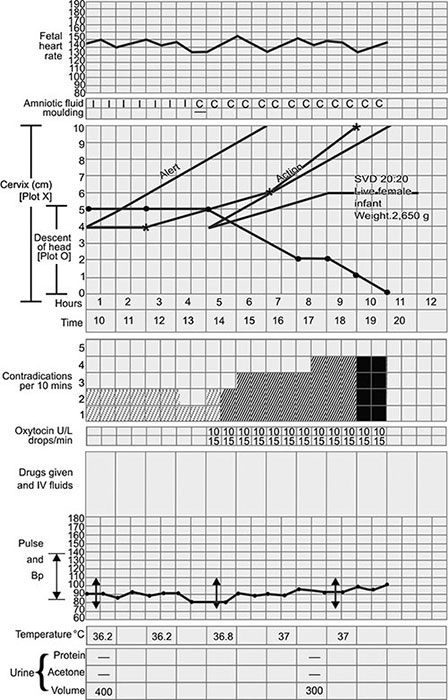 190
180
170
160
150
140
130
120
110
100
90
80
Fetal
heart
rate
Amniotic fluid
moulding
I I I I I I I C C C C C C C C C C C C C
10
9
8
7
6
5
4
3
2
1
0
Alert
Action
Cervix (cm)
[Plot X]
SVD 20:20
Live female
infant
Weight.2,650 g
Descent
of head
[Plot O]
Hours 1 2 3 4 5 6 7 8 9 10 11 12
Time 10 11 12 13 14 15 16 17 18 19 20
5
4
3
2
1
Contradications
per 10 mins
Oxytocin U/L
drops/min
10 10 10 10 10 10 10 10 10 10 10 10
15 15 15 15 15 15 15 15 15 15 15 15
Drugs given
and IV fluids
180
170
160
150
140
130
120
110
100
90
80
70
60
Pulse
and
Bp
Temperature °C 36.2 36.2 36.8 37 37
Urine
Protein — —
Acetone — —
Volume 400 300